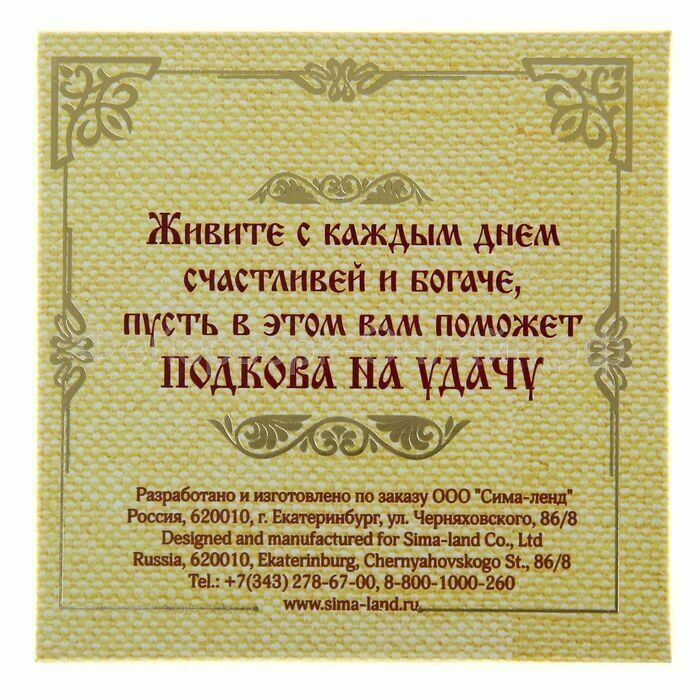 Живите с каждым днем
счастливей и богаче,
пусть в этом вам поможет
ПОДКОВА НА УДАЧУ
Разработано и изготовлено по заказу ООО "Сима-ленд"
Россия, 620010, г. Екатеринбург, ул. Черняховского, 86/8
Designed and manufactured for Sima-land Co., Ltd
Russia, 620010, Ekaterinburg, Chernyahovskogo St., 86/8
Tel.: +7(343) 278-67-00, 8-800-1000-260
www.sima-land.ru